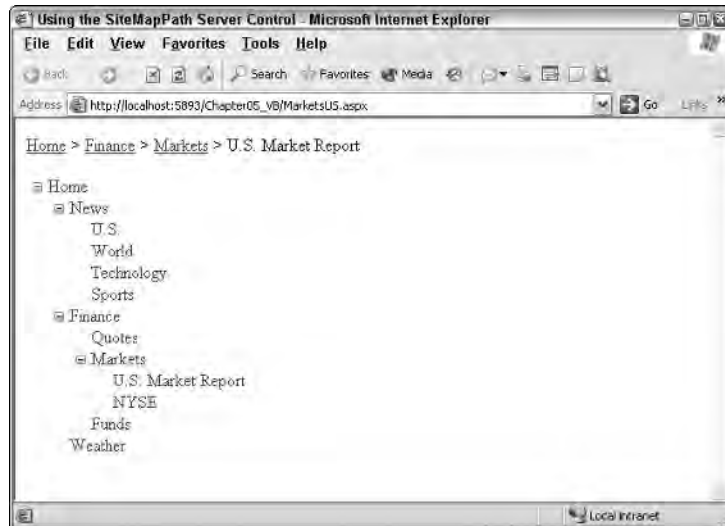 Using the SiteMapPath Server Control - Microsoft Internet Explorer
File Edit View Favorites Tools Help
Back Search Favorites Media
Address http://localhost:5893/Chapter05_VB/MarketsUS.aspx Go Links »
Home > Finance > Markets > U.S. Market Report
Home
News
U.S.
World
Technology
Sports
Finance
Quotes
Markets
U.S. Market Report
NYSE
Funds
Weather
Local intranet